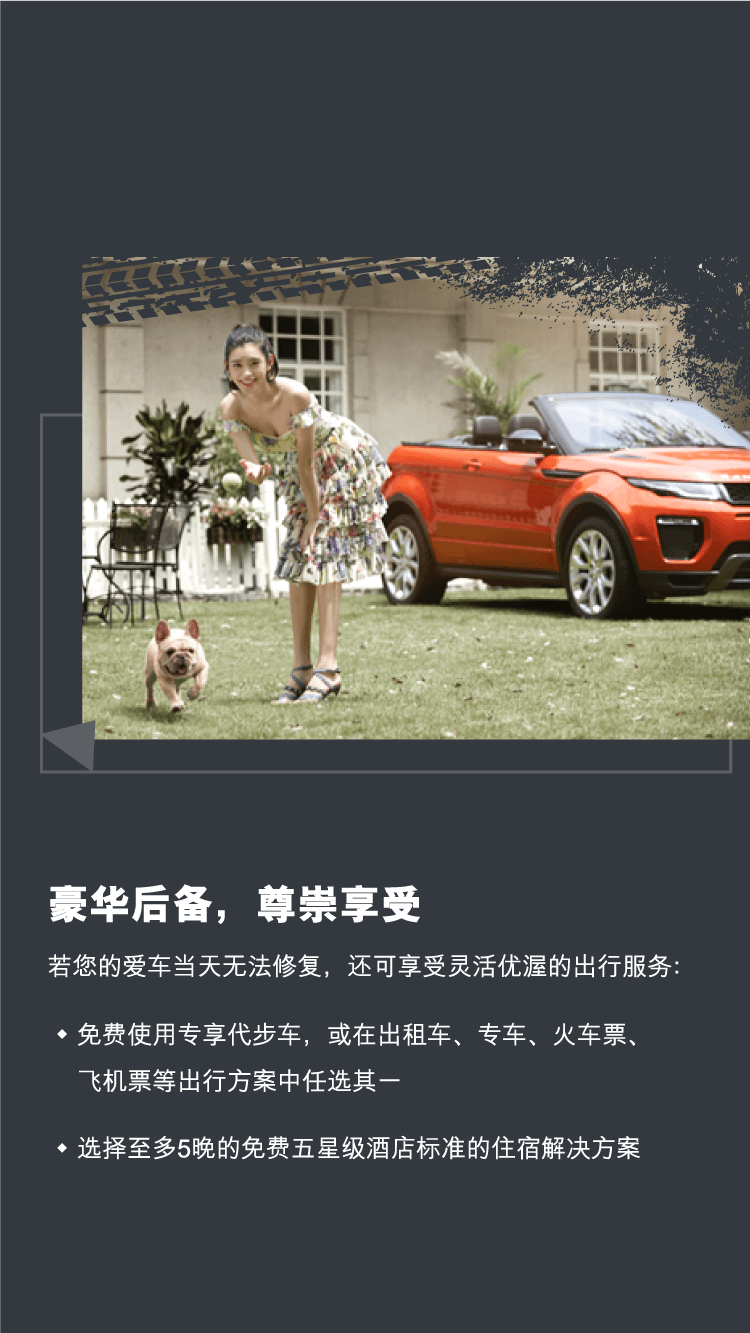 豪华后备，尊崇享受
若您的爱车当天无法修复，还可享受灵活优渥的出行服务：
免费使用专享代步车，或在出租车、专车、火车票、
飞机票等出行方案中任选其一
选择至多5晚的免费五星级酒店标准的住宿解决方案